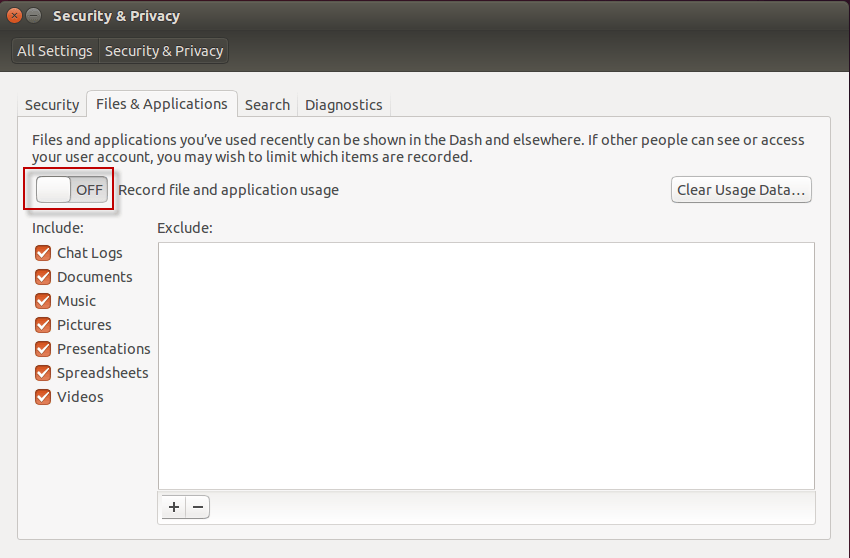 Security & Privacy
All Settings Security & Privacy
Security Files & Applications Search Diagnostics
Files and applications you’ve used recently can be shown in the Dash and elsewhere. If other people can see or access
your user account, you may wish to limit which items are recorded.
OFF Record file and application usage Clear Usage Data...
Include: Exclude:
Chat Logs
Documents
Music
Pictures
Presentations
Spreadsheets
Videos